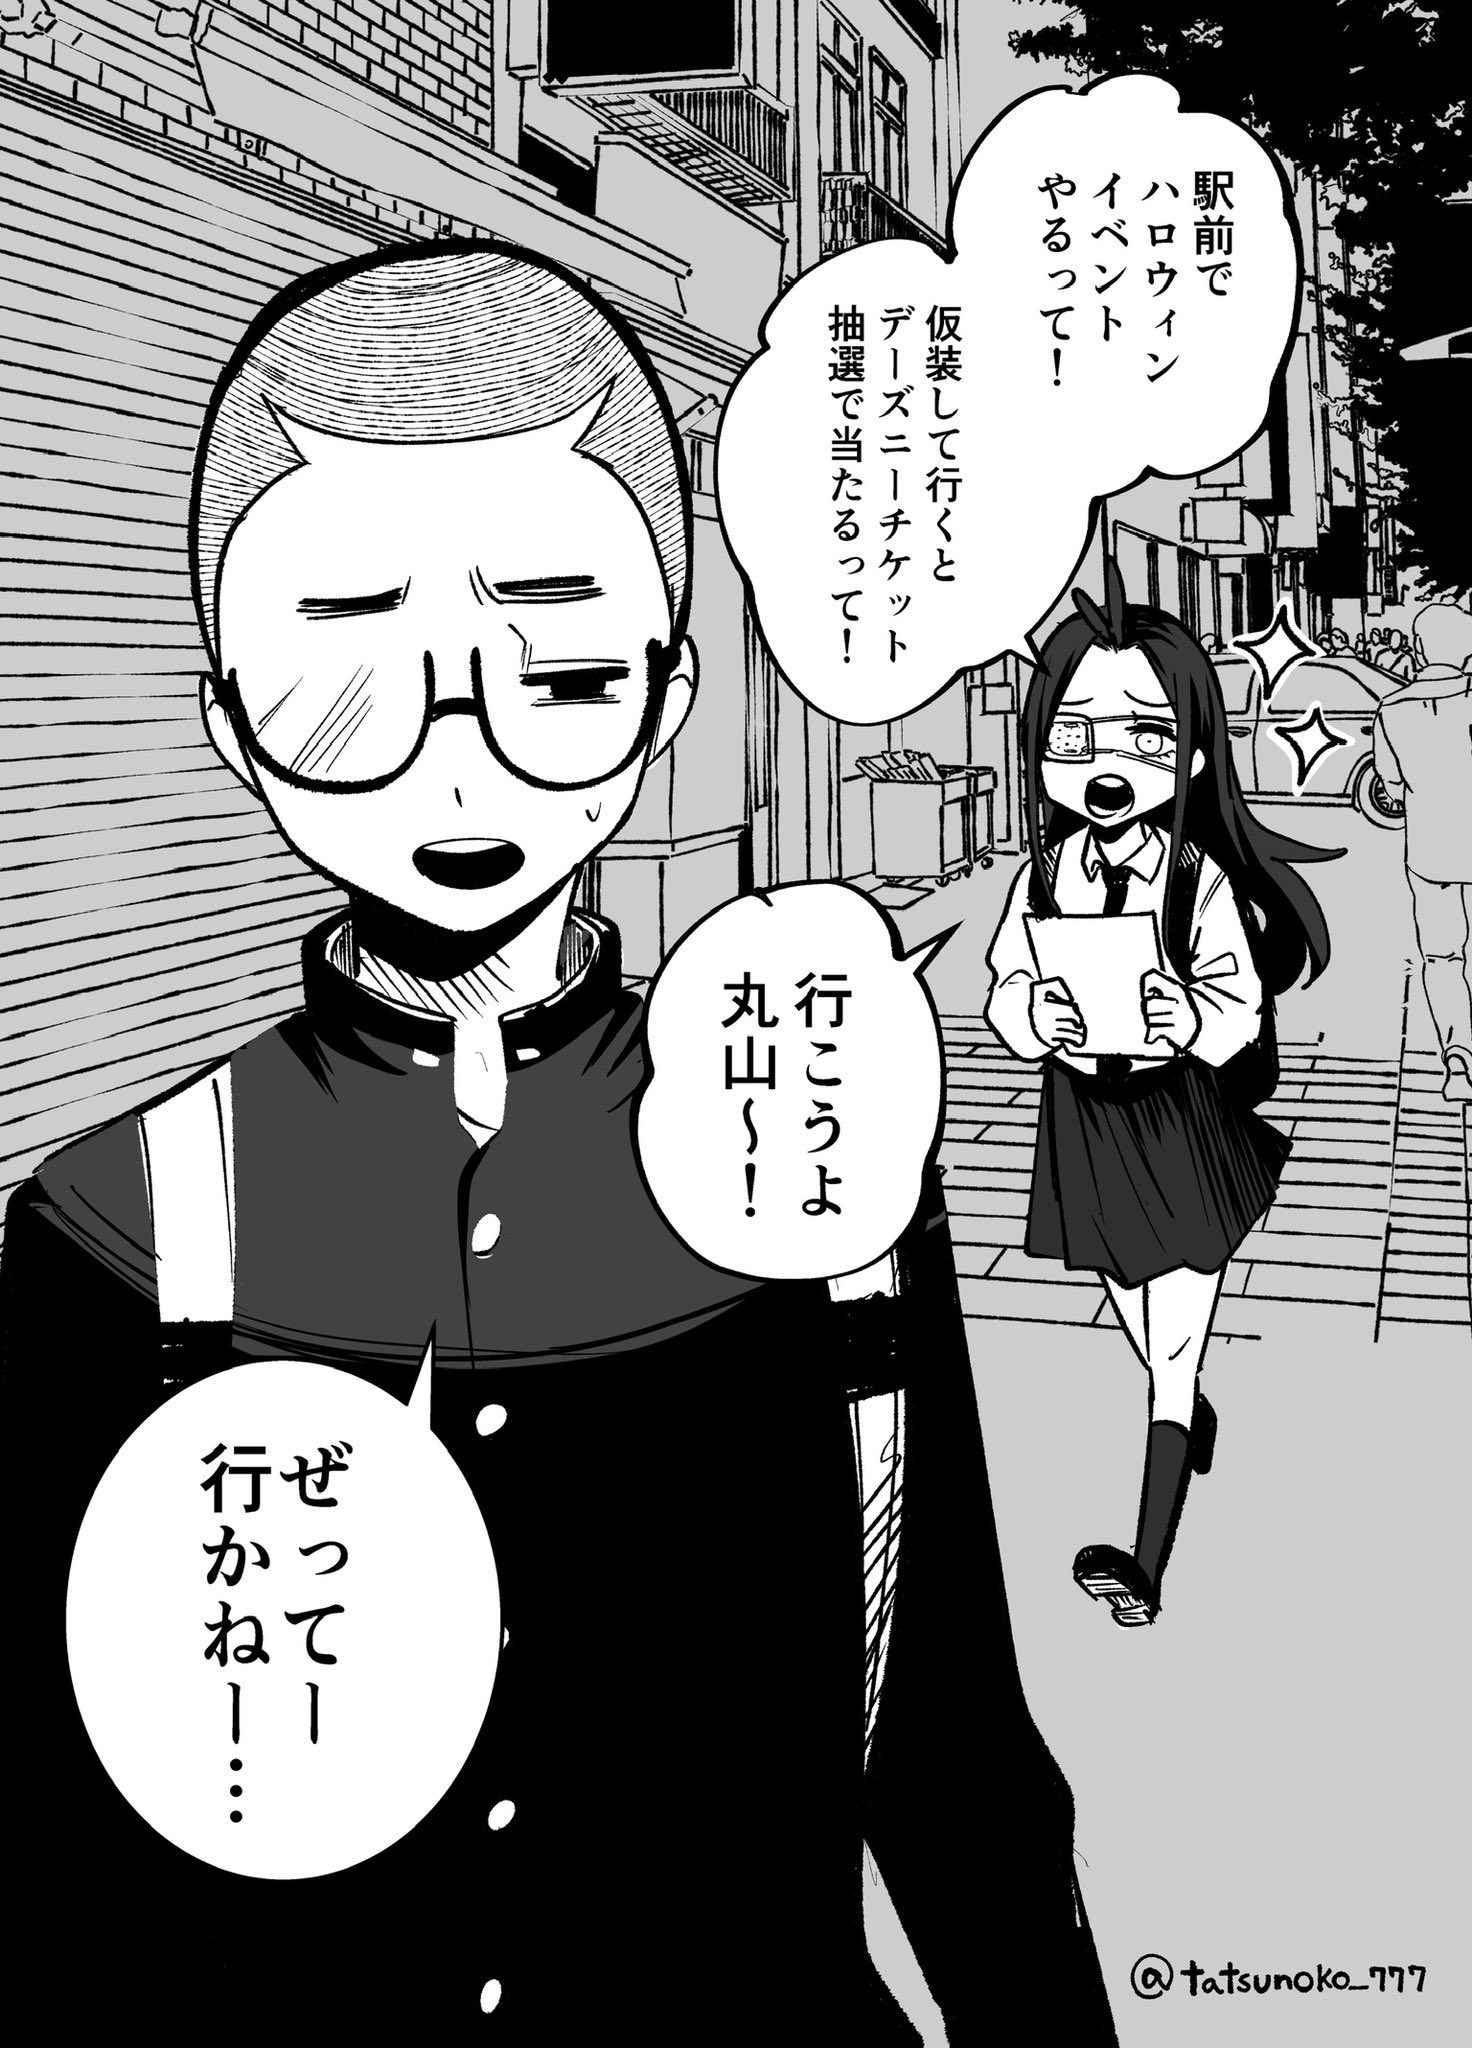 駅前で
ハロウィン
イベント
やるって！
仮装して行くと
デーズニーチケット
抽選で当たるって！
行こうよ
丸山〜！
ぜってー
行かねー…
@tatsunoko_777